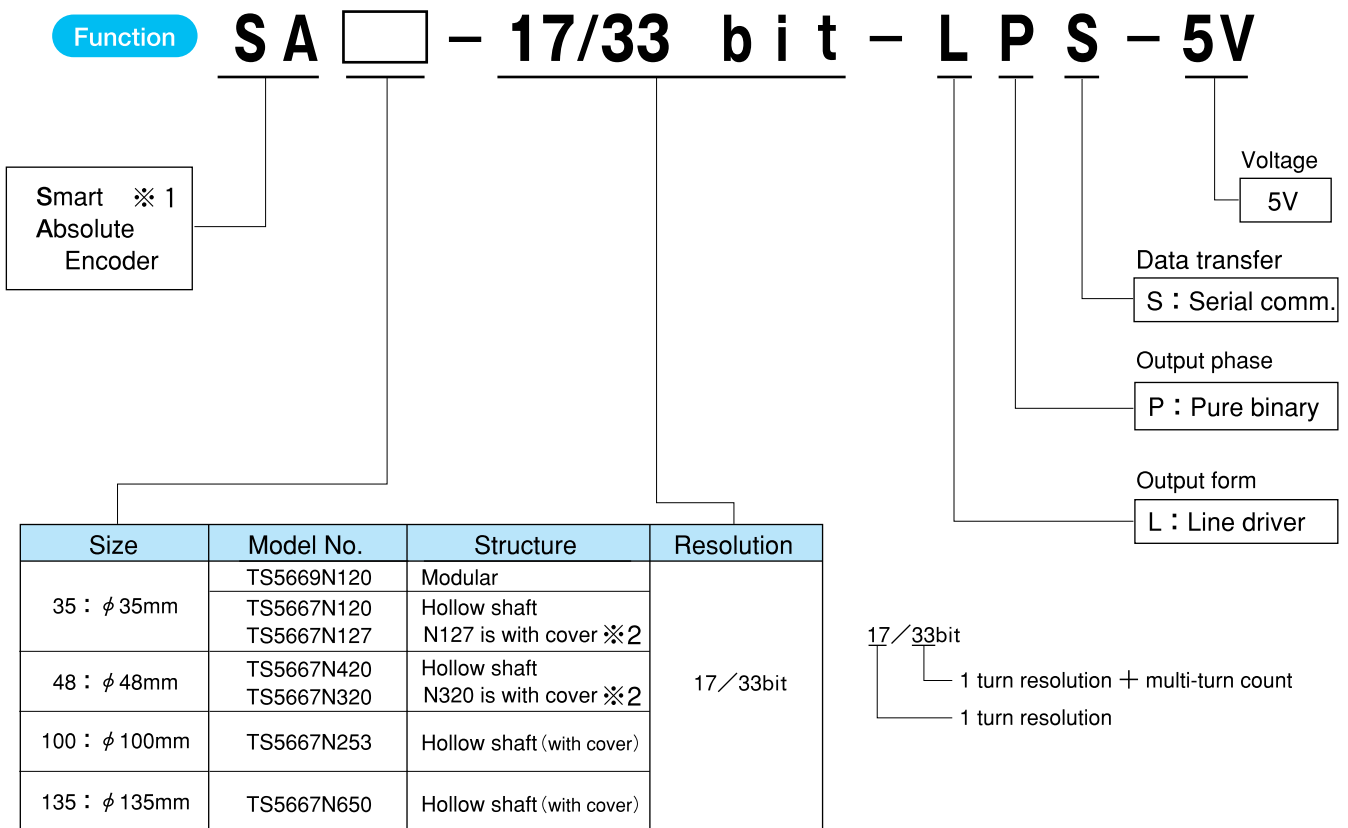 Function SA□-17/33 bit-LPS-5V
Smart ※1
Absolute
Encoder
Voltage
5V
Data transfer
S：Serial comm.
Output phase
P：Pure binary
Output form
L：Line driver
Size Model No. Structure Resolution
35：φ35mm
TS5669N120 Modular
TS5667N120 Hollow shaft
TS5667N127 N127 is with cover ※2
48：φ48mm
TS5667N420 Hollow shaft
TS5667N320 N320 is with cover ※2
17／33bit
100：φ100mm TS5667N253 Hollow shaft（with cover）
135：φ135mm TS5667N650 Hollow shaft（with cover）
17／33bit
1 turn resolution＋multi-turn count
1 turn resolution